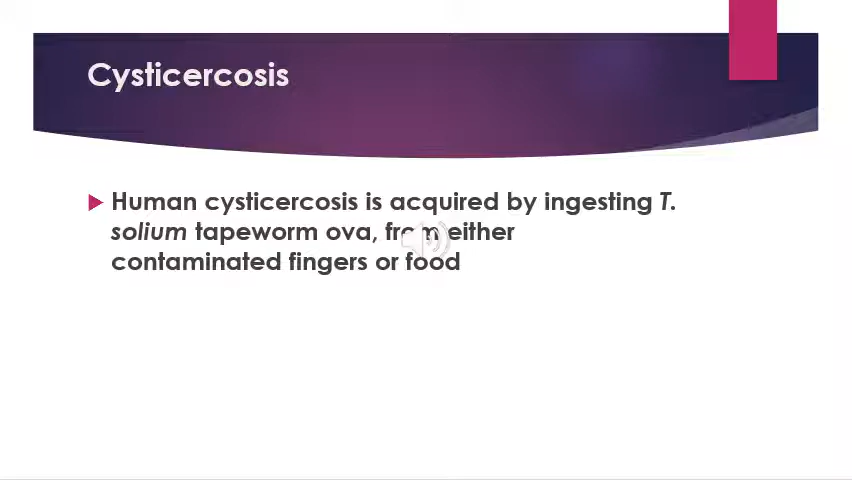 Cysticercosis
Human cysticercosis is acquired by ingesting T.
solium tapeworm ova, from either
contaminated fingers or food